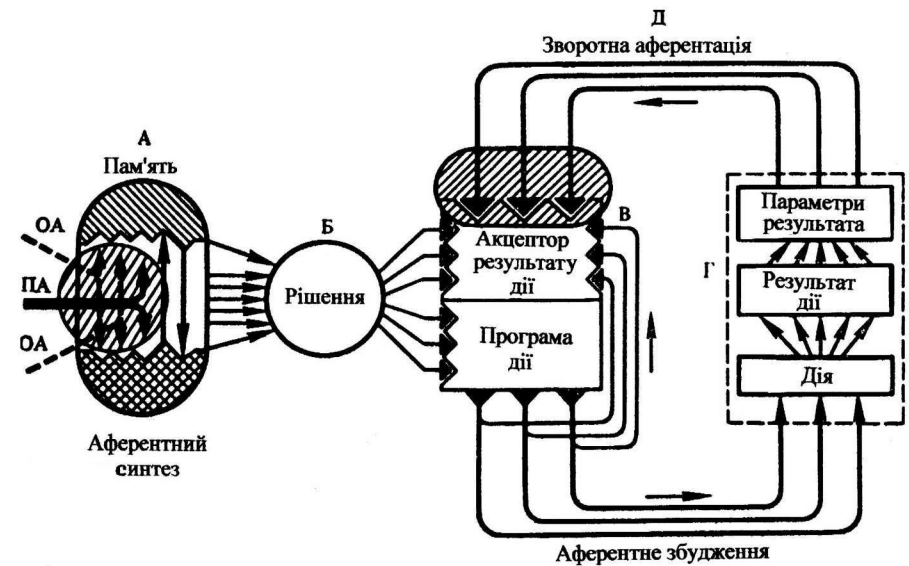 Д
Зворотна аферентація
А
Пам'ять
ОА
ПА
ОА
Аферентний
синтез
Б
Рішення
В
Акцептор
результату
дії
Програма
дії
Г
Параметри
результата
Результат
дії
Дія
Аферентне збудження